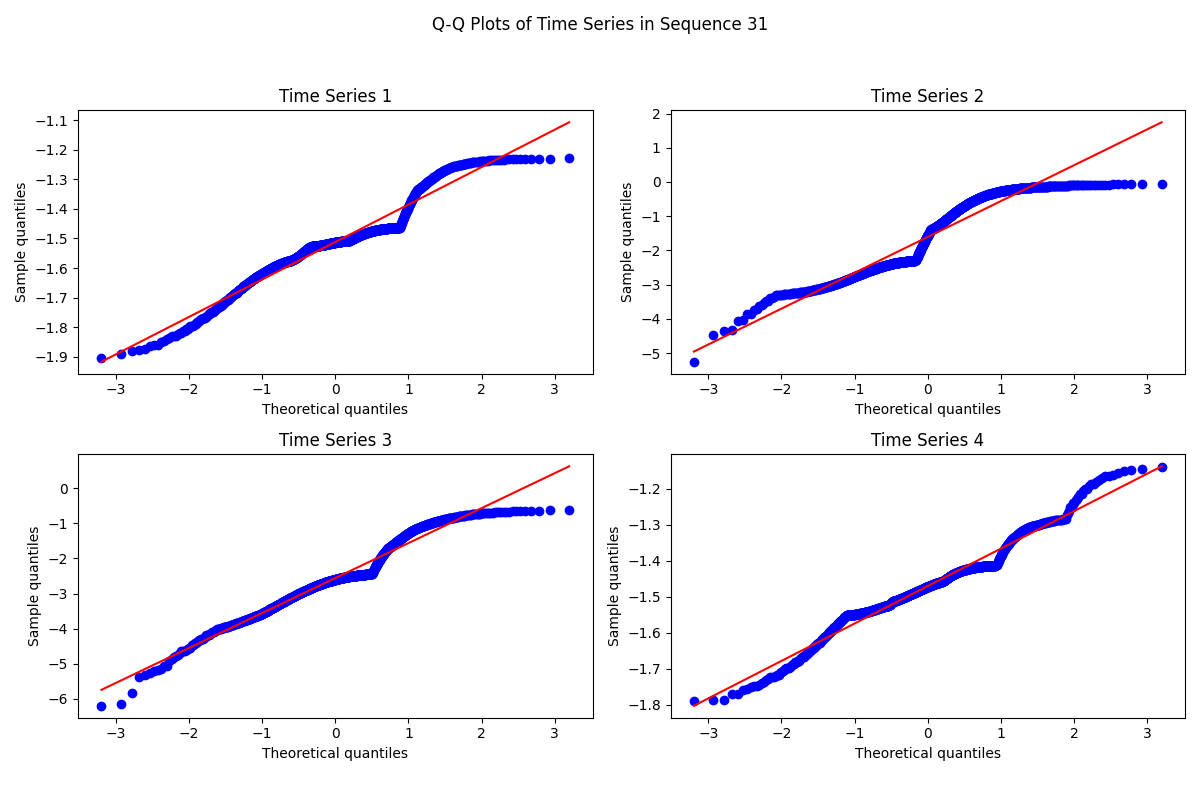 Q-Q Plots of Time Series in Sequence 31
Time Series 1
Sample quantiles
−1.1
−1.2
−1.3
−1.4
−1.5
−1.6
−1.7
−1.8
−1.9
−3 −2 −1 0 1 2 3
Theoretical quantiles
Time Series 2
Sample quantiles
2
1
0
−1
−2
−3
−4
−5
−3 −2 −1 0 1 2 3
Theoretical quantiles
Time Series 3
Sample quantiles
0
−1
−2
−3
−4
−5
−6
−3 −2 −1 0 1 2 3
Theoretical quantiles
Time Series 4
Sample quantiles
−1.2
−1.3
−1.4
−1.5
−1.6
−1.7
−1.8
−3 −2 −1 0 1 2 3
Theoretical quantiles